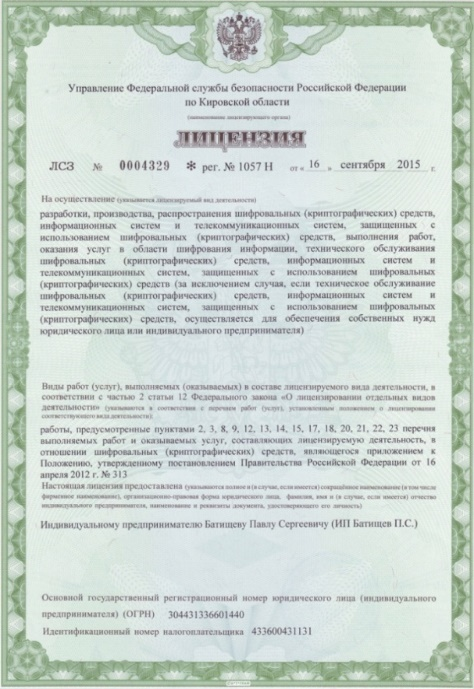 Управление Федеральной службы безопасности Российской Федерации
по Кировской области
(наименование лицензирующего органа)
ЛИЦЕНЗИЯ
ЛСЗ № 0004329 * рег. № 1057 Н от « 16 » сентября 2015 г.
На осуществление (указывается лицензируемый вид деятельности)
разработки, производства, распространения шифровальных (криптографических) средств,
информационных систем и телекоммуникационных систем, защищенных с
использованием шифровальных (криптографических) средств, выполнения работ,
оказания услуг в области шифрования информации, технического обслуживания
шифровальных (криптографических) средств, информационных систем и
телекоммуникационных систем, защищенных с использованием шифровальных
(криптографических) средств (за исключением случая, если техническое обслуживание
шифровальных (криптографических) средств, информационных систем и
телекоммуникационных систем, защищенных с использованием шифровальных
(криптографических) средств, осуществляется для обеспечения собственных нужд
юридического лица или индивидуального предпринимателя)
Виды работ (услуг), выполняемых (оказываемых) в составе лицензируемого вида деятельности, в
соответствии с частью 2 статьи 12 Федерального закона «О лицензировании отдельных видов
деятельности» (указываются в соответствии с перечнем работ (услуг), установленным положением о лицензировании
соответствующего вида деятельности):
работы, предусмотренные пунктами 2, 3, 8, 9, 12, 13, 14, 15, 17, 18, 20, 21, 22, 23 перечня
выполняемых работ и оказываемых услуг, составляющих лицензируемую деятельность, в
отношении шифровальных (криптографических) средств, являющегося приложением к
Положению, утвержденному постановлением Правительства Российской Федерации от 16
апреля 2012 г. № 313
Настоящая лицензия предоставлена (указываются полное и (в случае, если имеется) сокращённое наименование (в том числе
фирменное наименование), организационно-правовая форма юридического лица, фамилия, имя и (в случае, если имеется) отчество
индивидуального предпринимателя, наименование и реквизиты документа, удостоверяющего его личность)
Индивидуальному предпринимателю Батищеву Павлу Сергеевичу (ИП Батищев П.С.)
Основной государственный регистрационный номер юридического лица (индивидуального
предпринимателя) (ОГРН) 304431336601440
Идентификационный номер налогоплательщика 433600431131